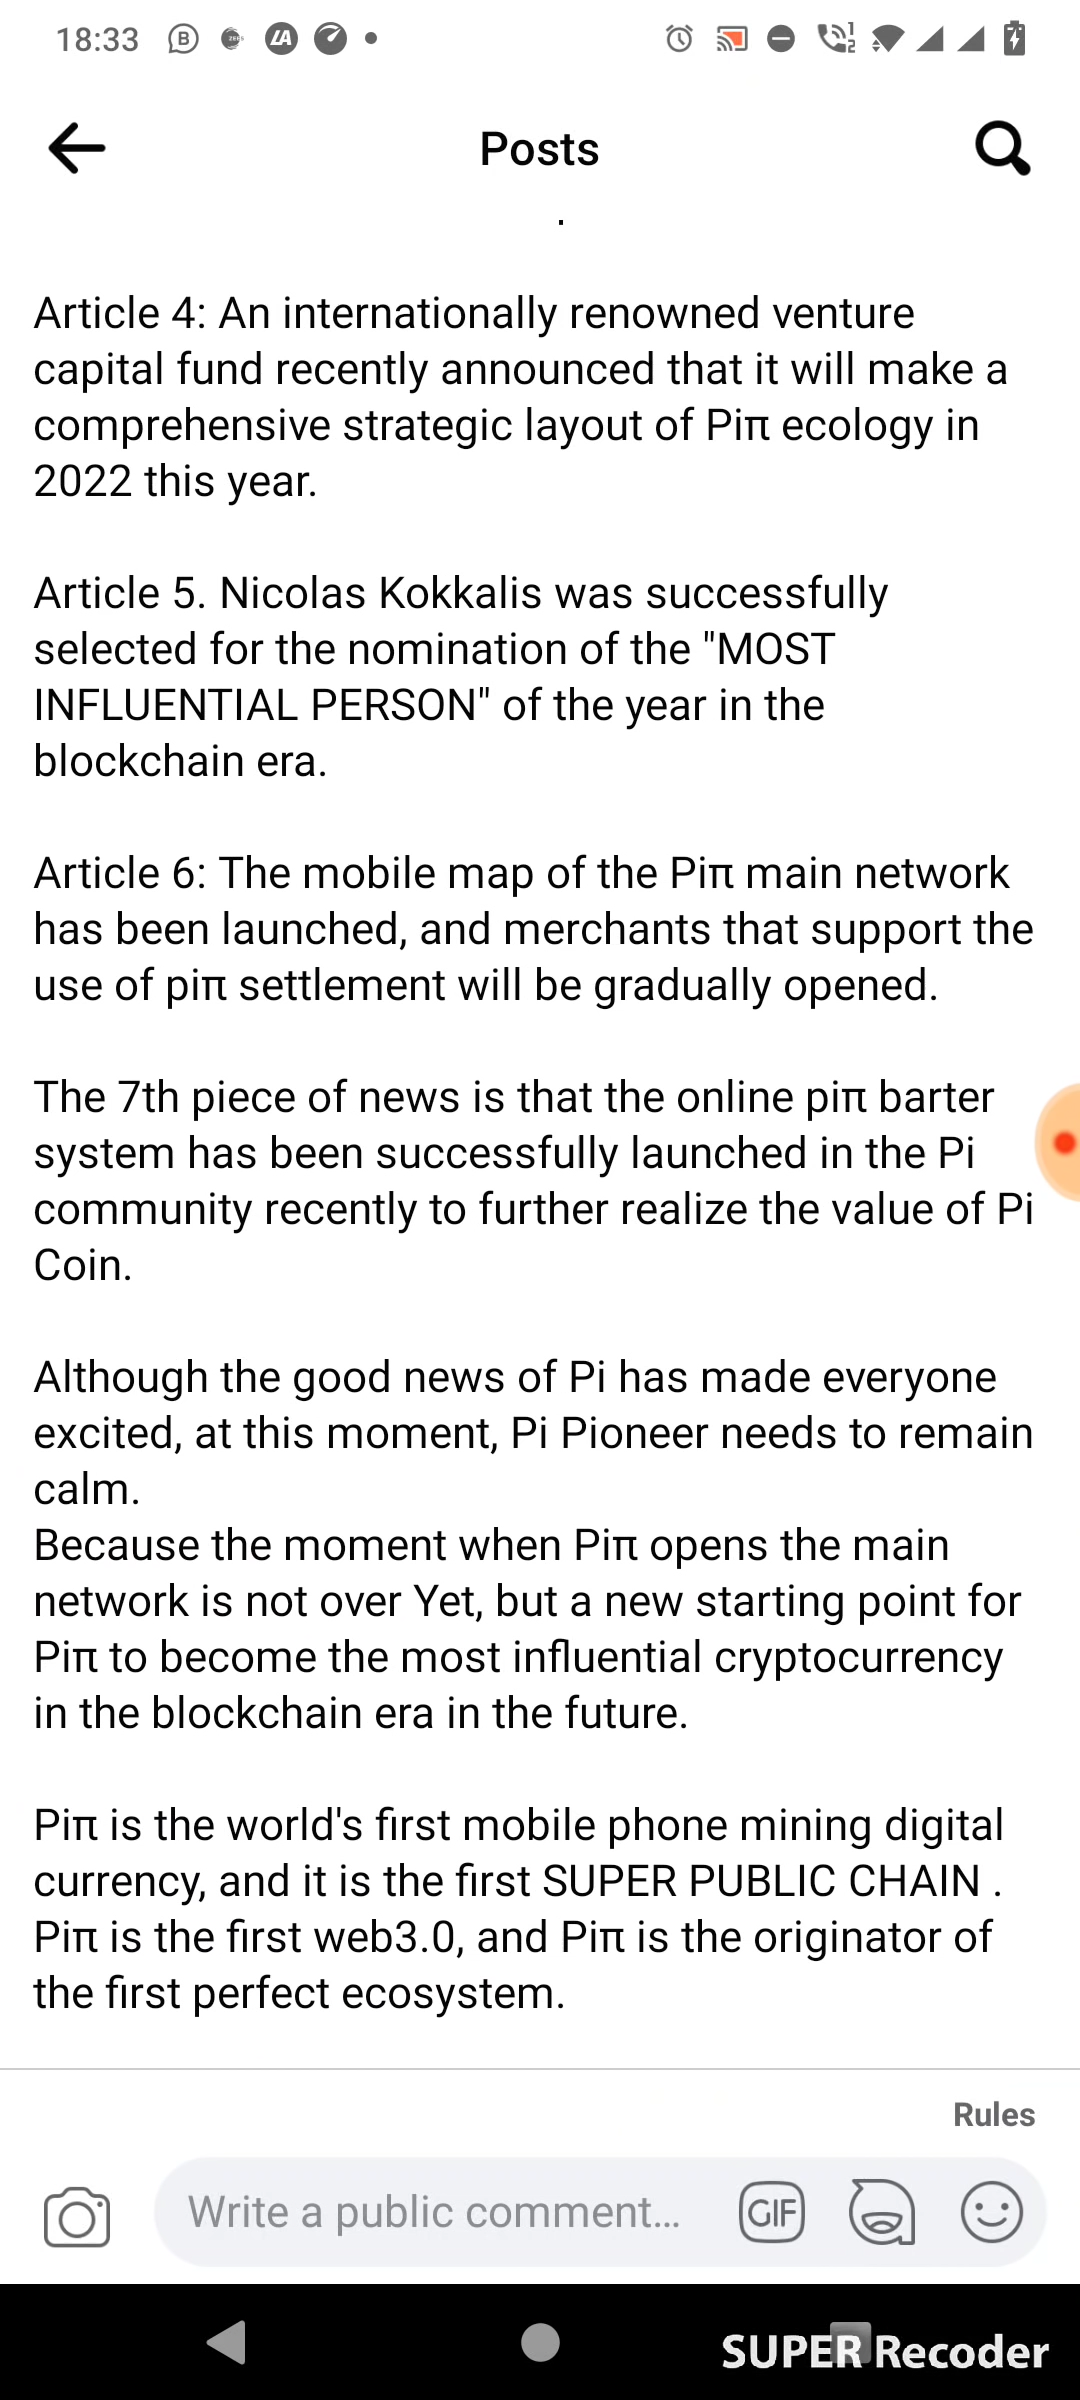 18:33
Posts
.
Article 4: An internationally renowned venture
capital fund recently announced that it will make a
comprehensive strategic layout of Piπ ecology in
2022 this year.
Article 5. Nicolas Kokkalis was successfully
selected for the nomination of the "MOST
INFLUENTIAL PERSON" of the year in the
blockchain era.
Article 6: The mobile map of the Piπ main network
has been launched, and merchants that support the
use of piπ settlement will be gradually opened.
The 7th piece of news is that the online piπ barter
system has been successfully launched in the Pi
community recently to further realize the value of Pi
Coin.
Although the good news of Pi has made everyone
excited, at this moment, Pi Pioneer needs to remain
calm.
Because the moment when Piπ opens the main
network is not over Yet, but a new starting point for
Piπ to become the most influential cryptocurrency
in the blockchain era in the future.
Piπ is the world's first mobile phone mining digital
currency, and it is the first SUPER PUBLIC CHAIN .
Piπ is the first web3.0, and Piπ is the originator of
the first perfect ecosystem.
Rules
Write a public comment...
GIF
SUPER Recoder